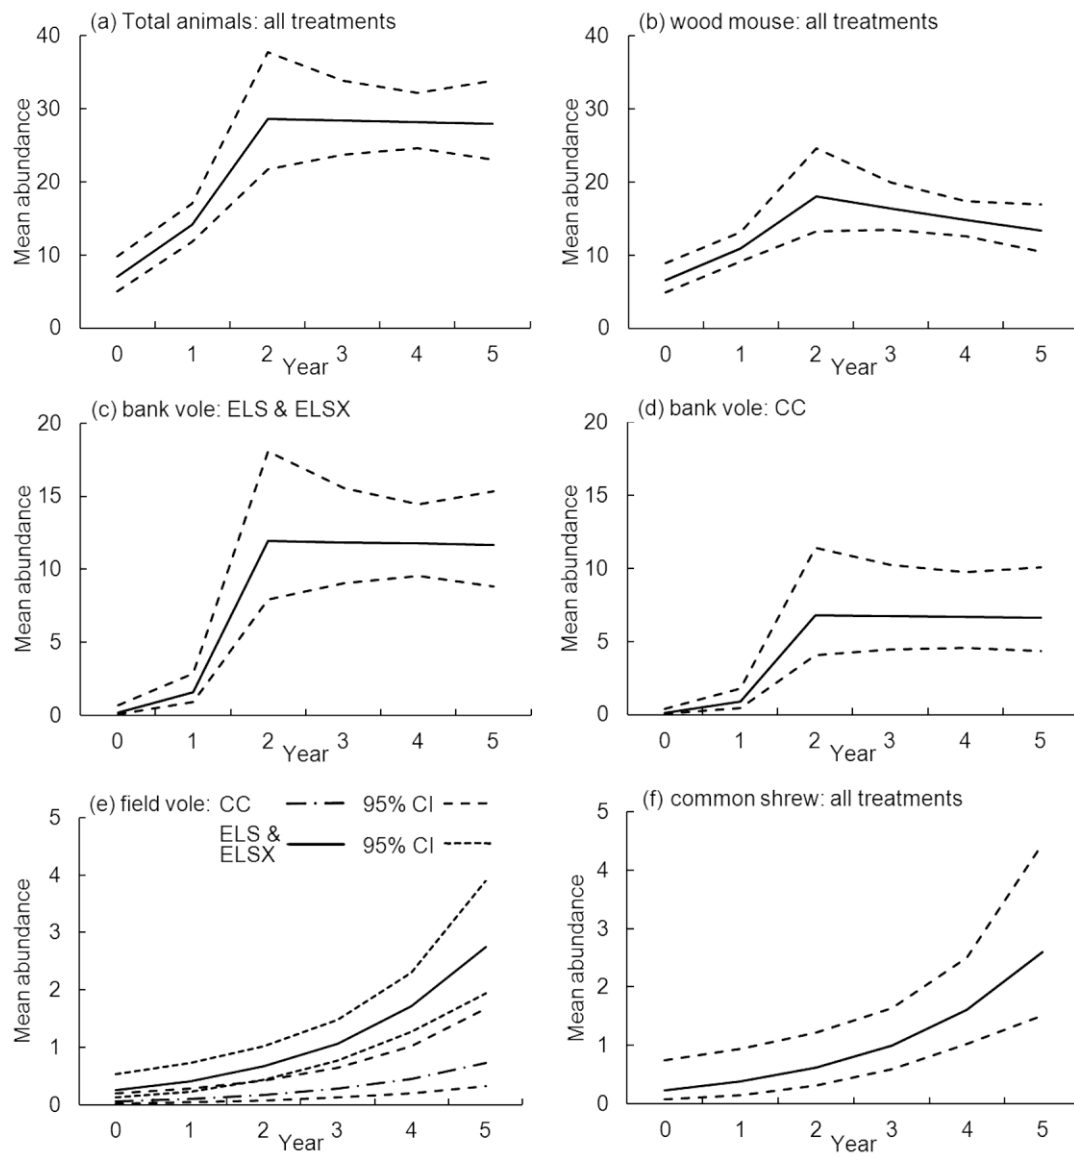 (a) Total animals: all treatments
Mean abundance
40
30
20
10
0
0 1 2 3 4 5
Year
(b) wood mouse: all treatments
Mean abundance
40
30
20
10
0
0 1 2 3 4 5
Year
(c) bank vole: ELS & ELSX
Mean abundance
20
15
10
5
0
0 1 2 3 4 5
Year
(d) bank vole: CC
Mean abundance
20
15
10
5
0
0 1 2 3 4 5
Year
(e) field vole: CC 95% CI
ELS & ELSX 95% CI
Mean abundance
5
4
3
2
1
0
0 1 2 3 4 5
Year
(f) common shrew: all treatments
Mean abundance
5
4
3
2
1
0
0 1 2 3 4 5
Year